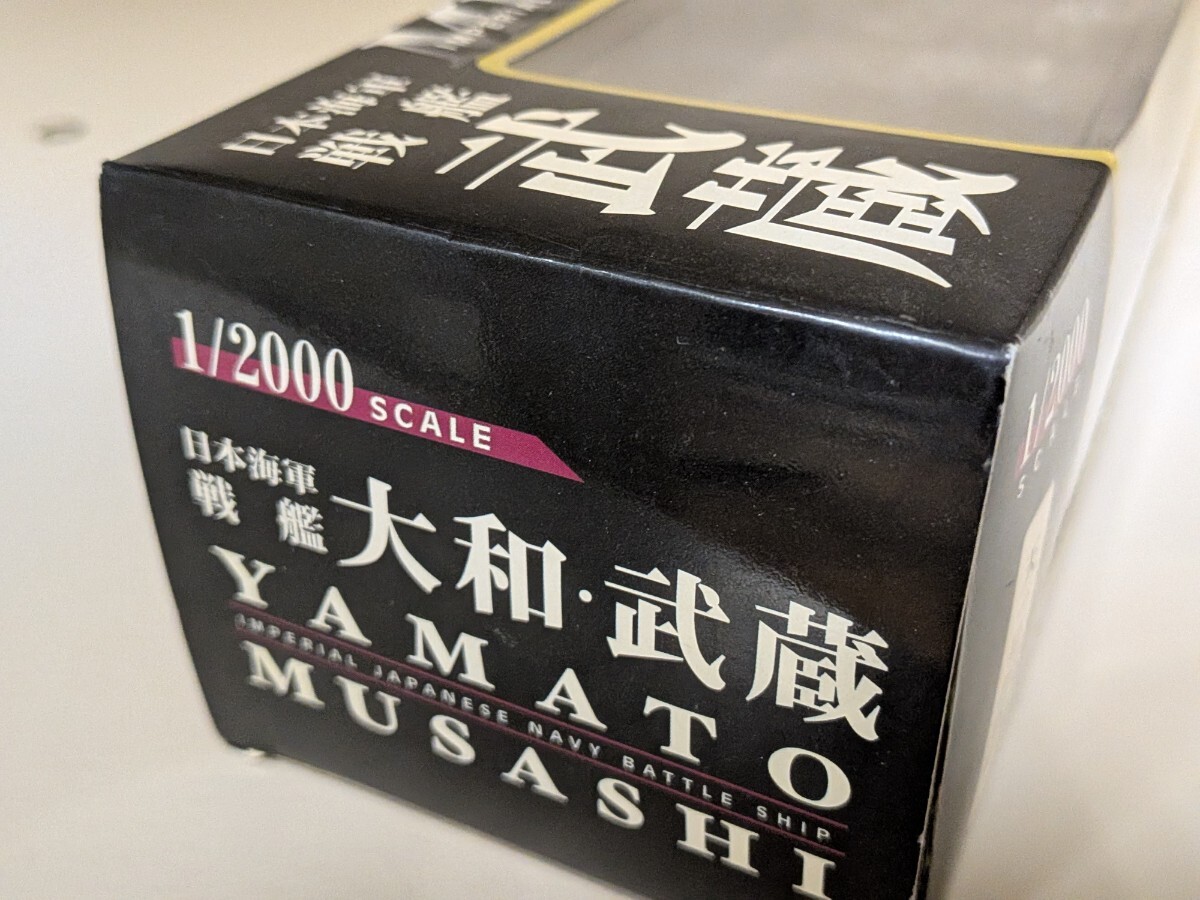 日本海軍
戦艦
武蔵
1/2000 SCALE
日本海軍
戦艦
大和・武蔵
YAMATO
IMPERIAL JAPANESE NAVY BATTLE SHIP
MUSASHI
1/2000